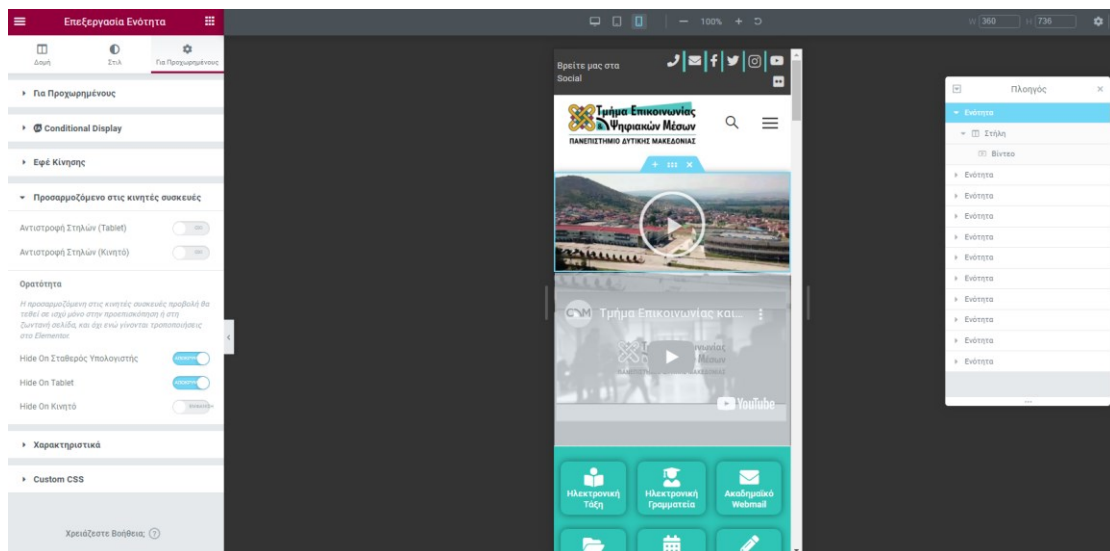 Επεξεργασία Ενότητα
Δομή
Στιλ
Για Προχωρημένους
Για Προχωρημένους
Conditional Display
Εφέ Κίνησης
Προσαρμοζόμενο στις κινητές συσκευές
Αντιστροφή Στηλών (Tablet)
Αντιστροφή Στηλών (Κινητό)
Ορατότητα
Η προσαρμοζόμενη στις κινητές συσκευές προβολή θα
τεθεί σε ισχύ μόνο στην προεπισκόπηση ή στη
ζωντανή σελίδα, και όχι ενώ γίνονται τροποποιήσεις
στο Elementor.
Hide On Σταθερός Υπολογιστής
Hide On Tablet
Hide On Κινητό
Χαρακτηριστικά
Custom CSS
Χρειάζεστε Βοήθεια;
100%
W 360
H 736
Βρείτε μας στα
Social
Τμήμα Επικοινωνίας
Ψηφιακών Μέσων
ΠΑΝΕΠΙΣΤΗΜΙΟ ΔΥΤΙΚΗΣ ΜΑΚΕΔΟΝΙΑΣ
Τμήμα Επικοινωνίας και...
YouTube
Ηλεκτρονική
Τάξη
Ηλεκτρονική
Γραμματεία
Ακαδημαϊκό
Webmail
Πλοηγός
Ενότητα
Στήλη
Βίντεο
Ενότητα
Ενότητα
Ενότητα
Ενότητα
Ενότητα
Ενότητα
Ενότητα
Ενότητα
Ενότητα
Ενότητα